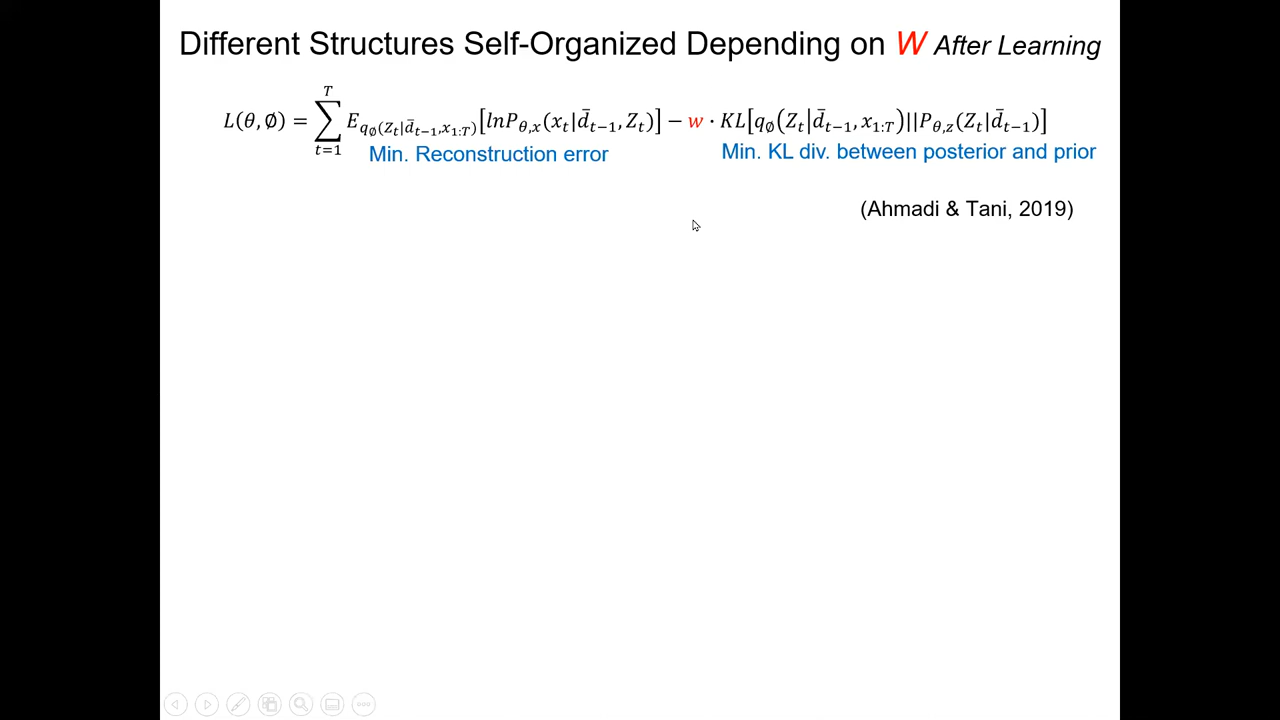 Different Structures Self-Organized Depending on W After Learning
L(θ,∅) = ∑_{t=1}^{T} E_{q_∅(Z_t|d̄_{t−1},x_{1:T})}[lnP_{θ,x}(x_t|d̄_{t−1},Z_t)] − w · KL[q_∅(Z_t|d̄_{t−1},x_{1:T})||P_{θ,z}(Z_t|d̄_{t−1})]
Min. Reconstruction error
Min. KL div. between posterior and prior
(Ahmadi & Tani, 2019)